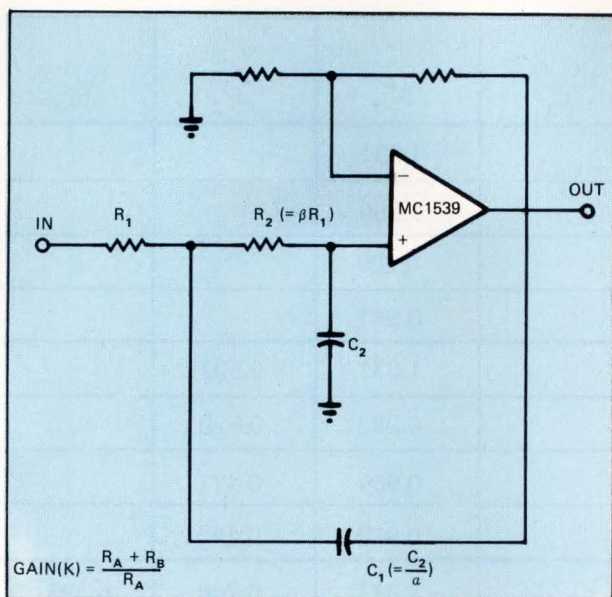 −
MC1539
+
OUT
IN
R₁
R₂ (= βR₁)
C₂
GAIN(K) = (R_A + R_B)/R_A
C₁ (= C₂/a)